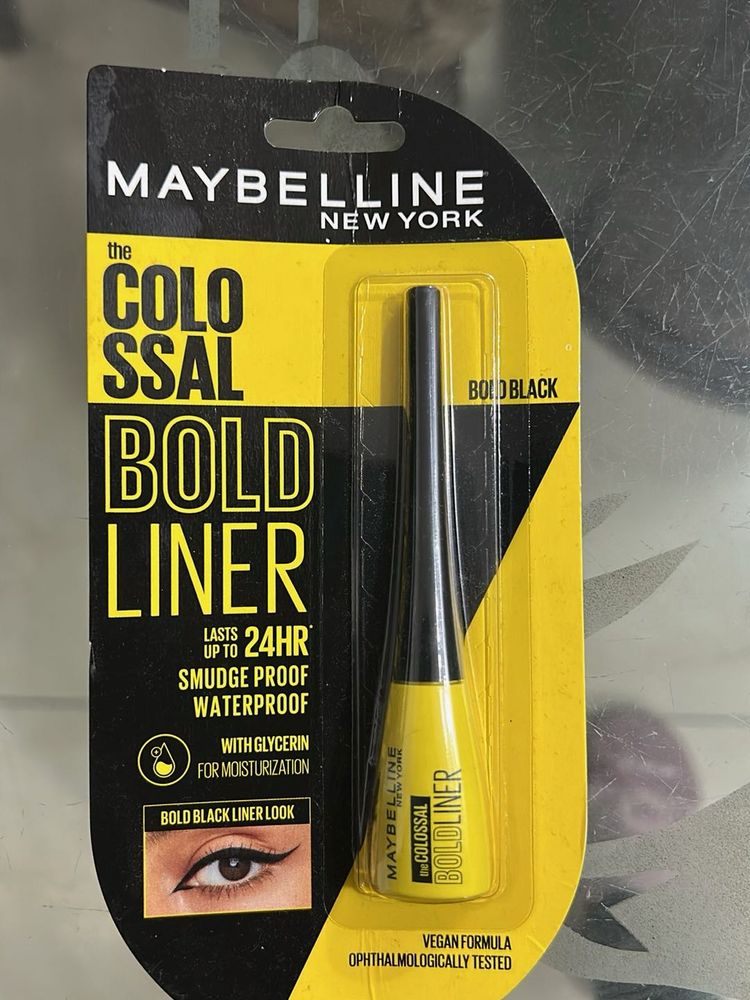 MAYBELLINE
NEW YORK
the
COLO
SSAL
BOLD BLACK
BOLD
LINER
LASTS
UP TO 24HR*
SMUDGE PROOF
WATERPROOF
WITH GLYCERIN
FOR MOISTURIZATION
BOLD BLACK LINER LOOK
MAYBELLINE
NEW YORK
the COLOSSAL
BOLDLINER
VEGAN FORMULA
OPHTHALMOLOGICALLY TESTED